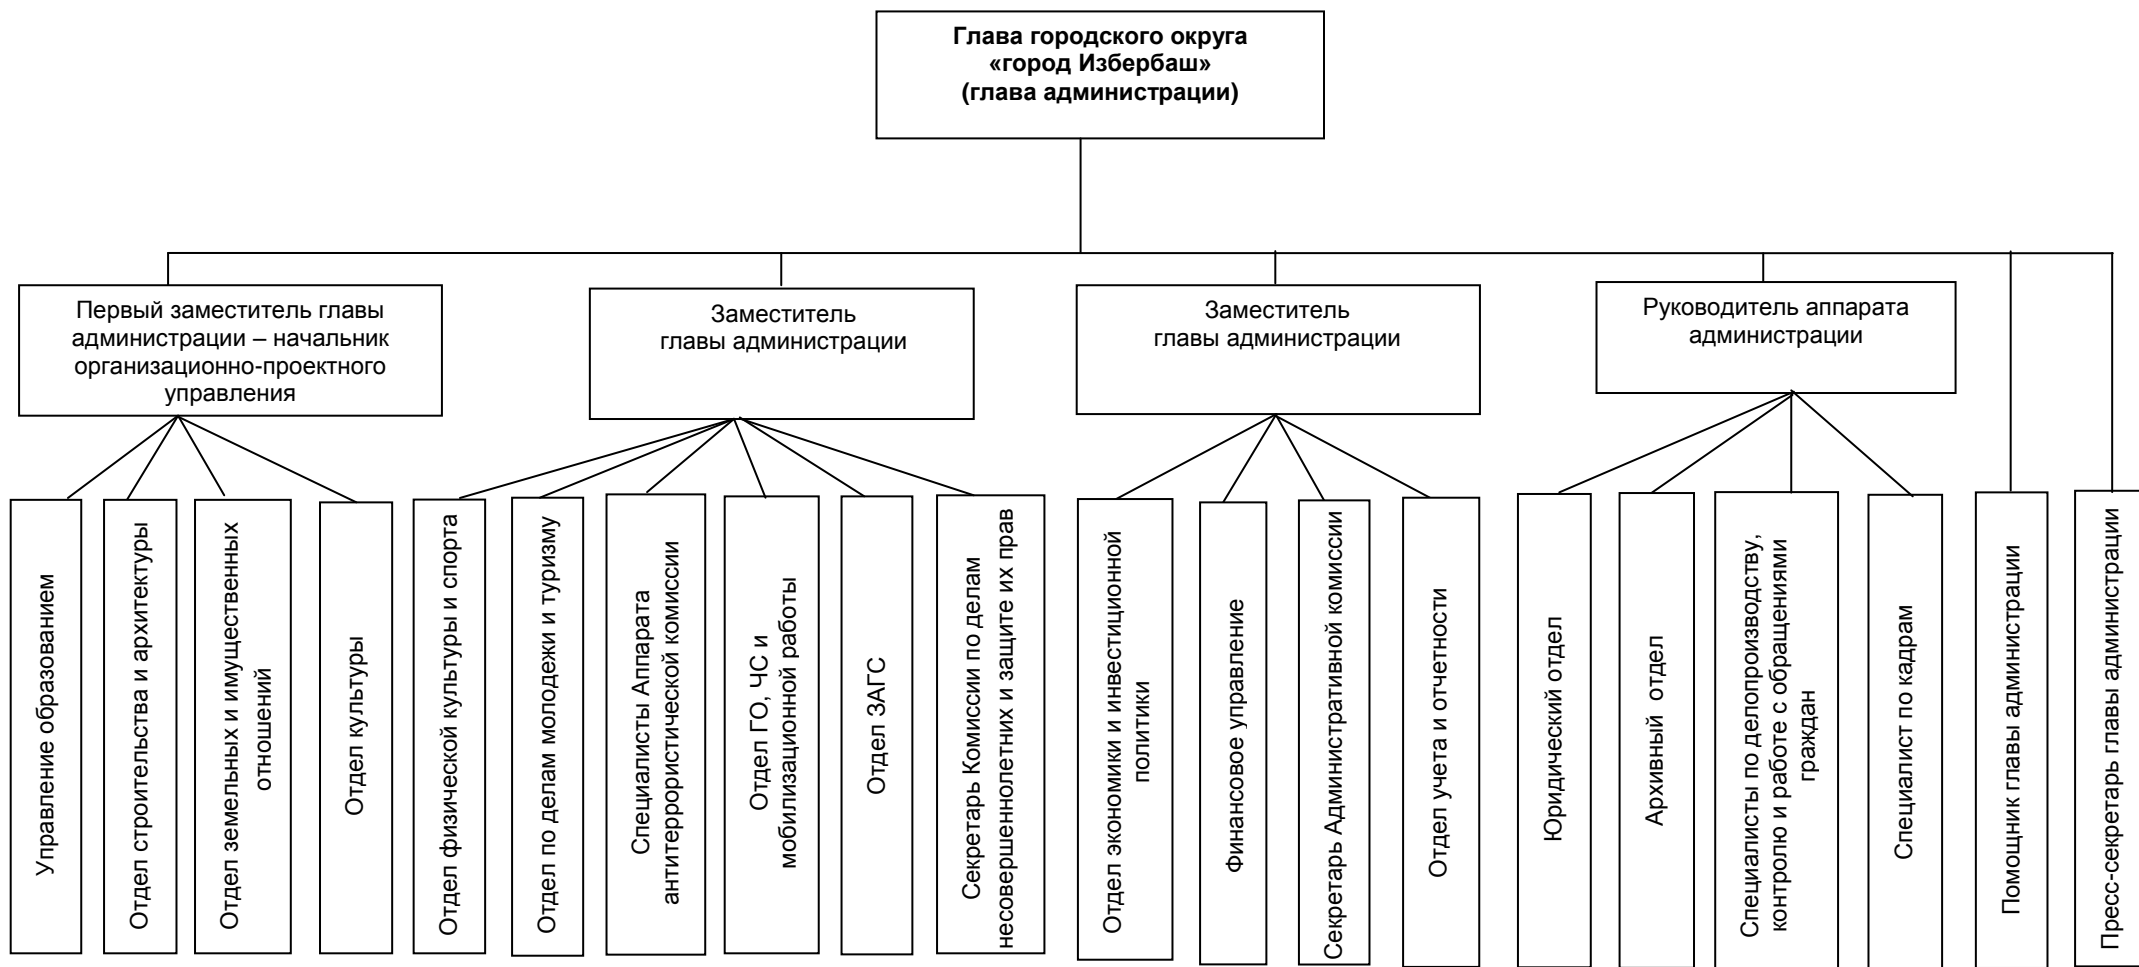 Глава городского округа
«город Избербаш»
(глава администрации)
Первый заместитель главы
администрации – начальник
организационно-проектного
управления
Заместитель
главы администрации
Заместитель
главы администрации
Руководитель аппарата
администрации
Управление образованием
Отдел строительства и архитектуры
Отдел земельных и имущественных
отношений
Отдел культуры
Отдел физической культуры и спорта
Отдел по делам молодежи и туризму
Специалисты Аппарата
антитеррористической комиссии
Отдел ГО, ЧС и
мобилизационной работы
Отдел ЗАГС
Секретарь Комиссии по делам
несовершеннолетних и защите их прав
Отдел экономики и инвестиционной
политики
Финансовое управление
Секретарь Административной комиссии
Отдел учета и отчетности
Юридический отдел
Архивный отдел
Специалисты по делопроизводству,
контролю и работе с обращениями
граждан
Специалист по кадрам
Помощник главы администрации
Пресс-секретарь главы администрации